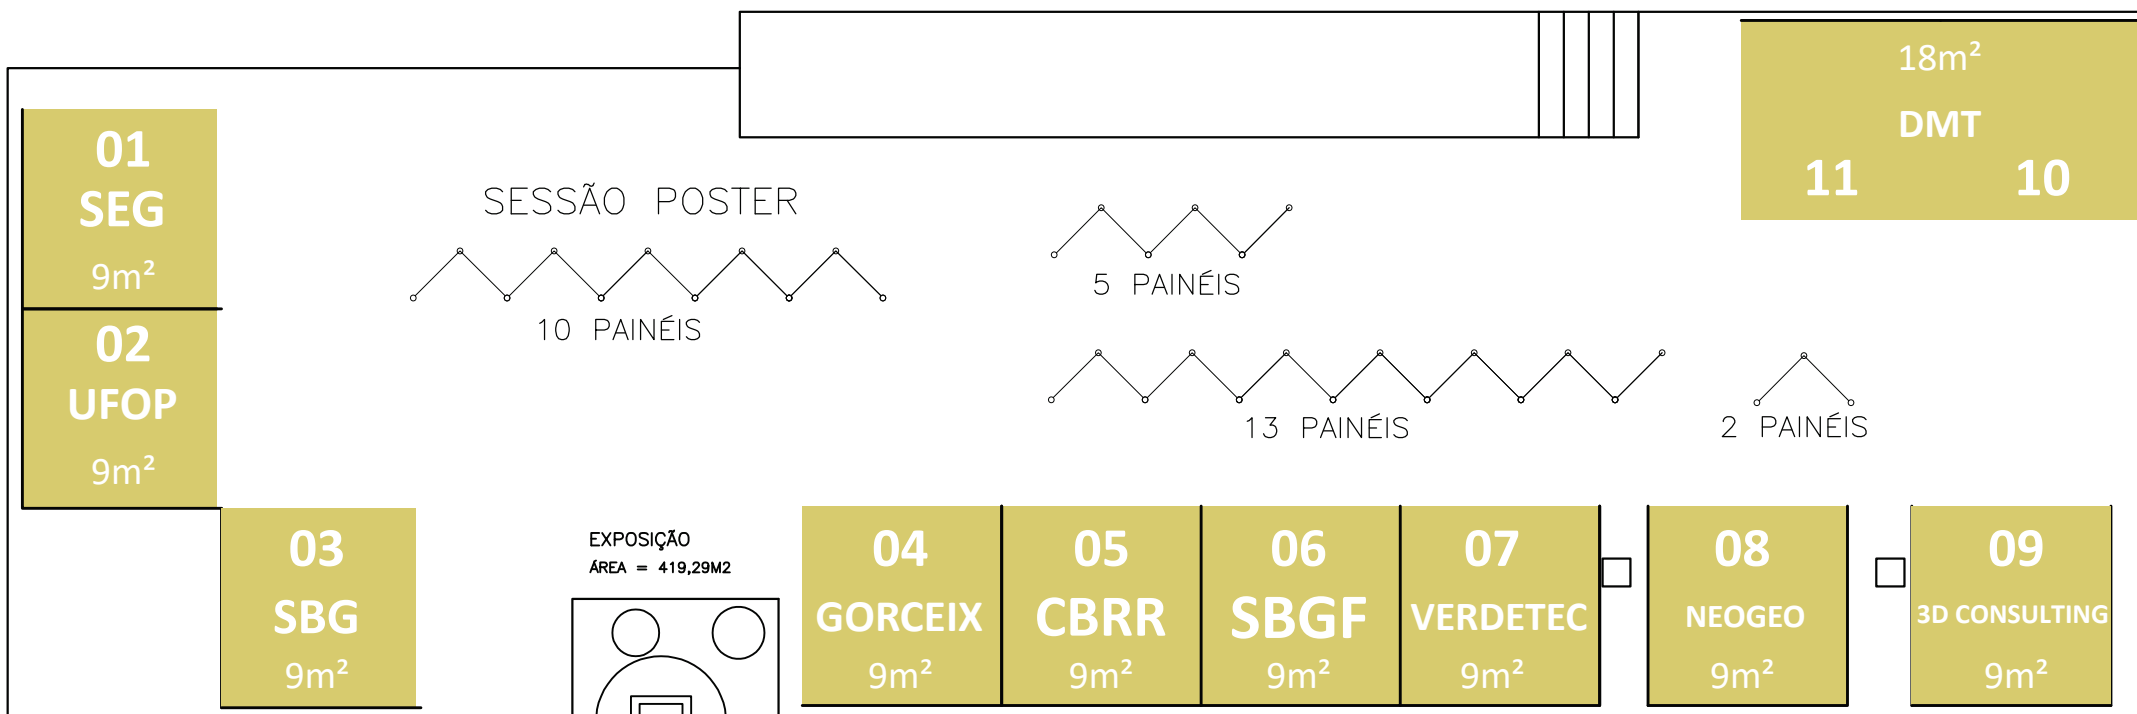 18m²
DMT
11 10
01
SEG
9m²
SESSÃO POSTER
5 PAINÉIS
10 PAINÉIS
02
UFOP
9m²
13 PAINÉIS
2 PAINÉIS
03
SBG
9m²
EXPOSIÇÃO
ÁREA = 419,29M2
04
GORCEIX
9m²
05
CBRR
9m²
06
SBGF
9m²
07
VERDETEC
9m²
08
NEOGEO
9m²
09
3D CONSULTING
9m²